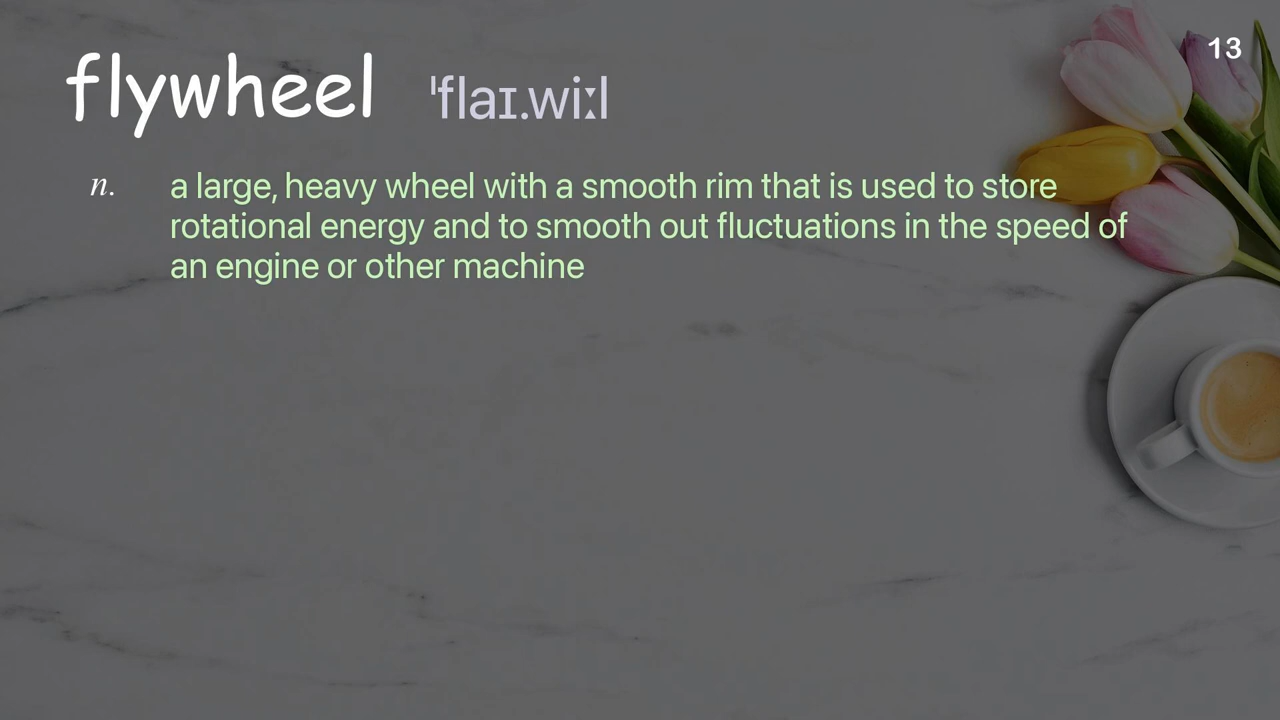 13
flywheel ˈflaɪ.wiːl
n. a large, heavy wheel with a smooth rim that is used to store
rotational energy and to smooth out fluctuations in the speed of
an engine or other machine